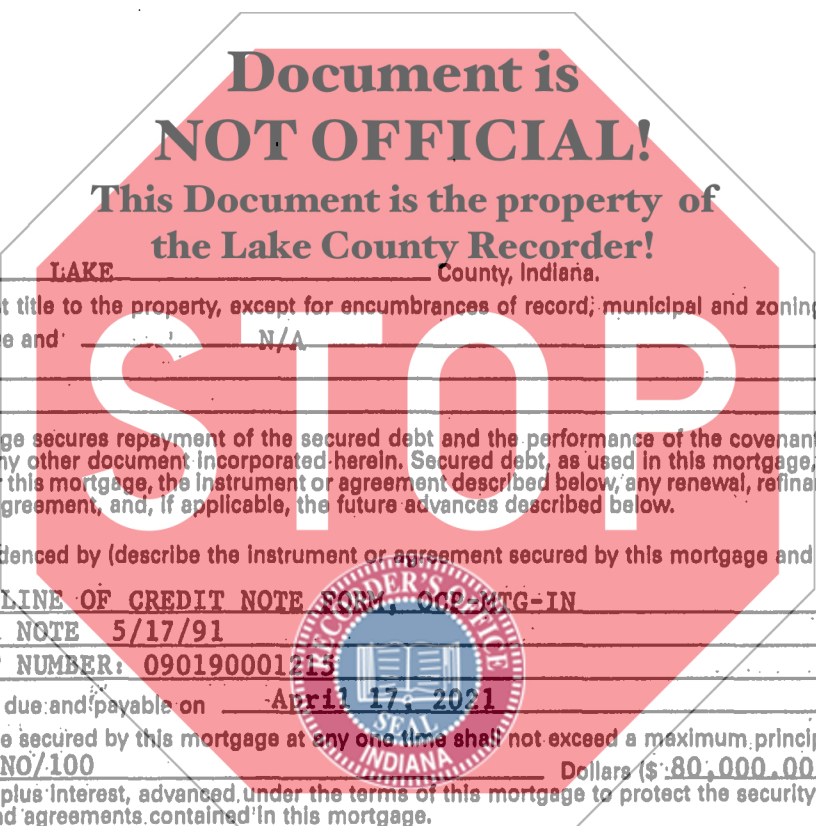 Document is
NOT OFFICIAL!
This Document is the property of
the Lake County Recorder!
LAKE County, Indiana.
t title to the property, except for encumbrances of record, municipal and zoning
e and N/A
STOP
ge secures repayment of the secured debt and the performance of the covenant
ny other document incorporated herein. Secured debt, as used in this mortgage,
r this mortgage, the instrument or agreement described below, any renewal, refinan
greement, and, if applicable, the future advances described below.
denced by (describe the instrument or agreement secured by this mortgage and
LINE OF CREDIT NOTE FORM, OCP-MTG-IN
NOTE 5/17/91
NUMBER: 090190001215
due and payable on April 17, 2021
e secured by this mortgage at any one time shall not exceed a maximum princip
NO/100 Dollars ($ 80,000.00
plus interest, advanced under the terms of this mortgage to protect the security
nd agreements contained in this mortgage.
RECORDER'S OFFICE
SEAL
INDIANA